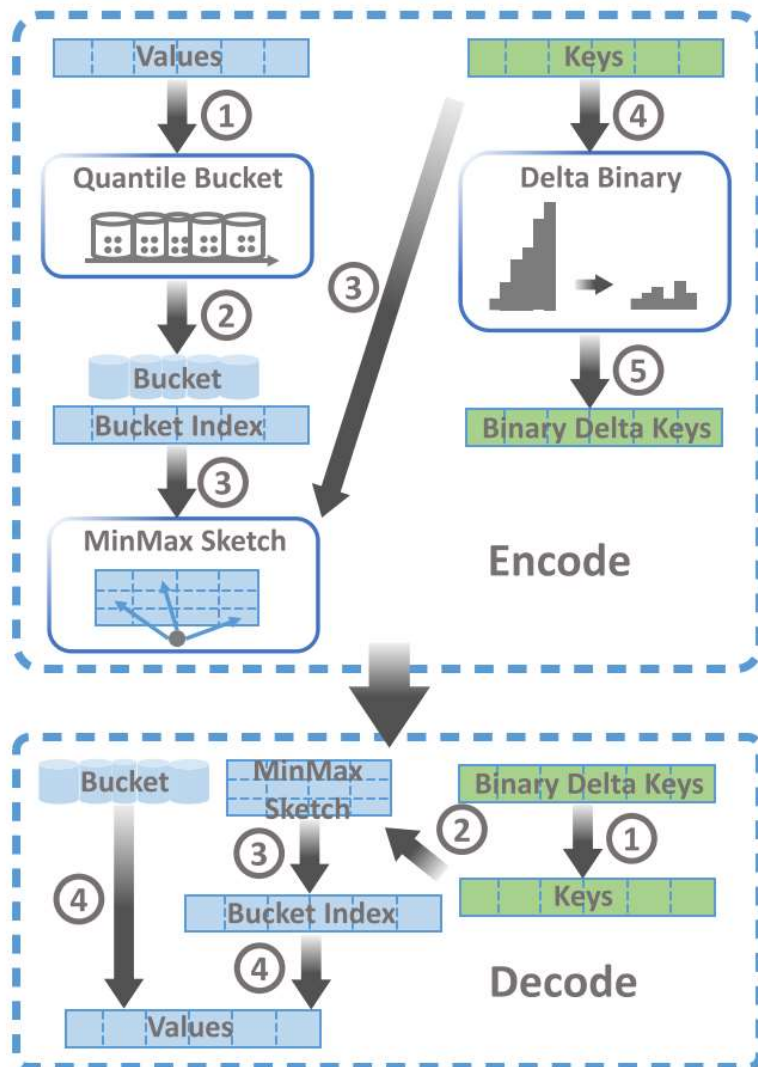 Values
Keys
1
4
Quantile Bucket
Delta Binary
3
2
5
Bucket
Bucket Index
Binary Delta Keys
3
MinMax Sketch
Encode
Bucket
MinMax
Sketch
Binary Delta Keys
2
1
3
4
Keys
Bucket Index
4
Decode
Values